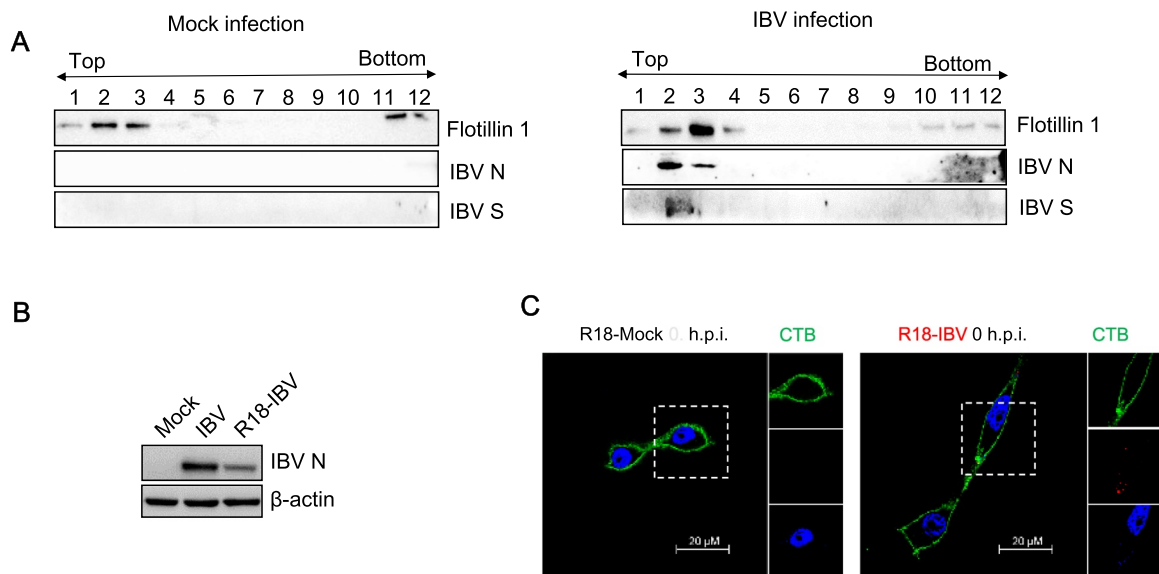 A
Mock infection
Top Bottom
1 2 3 4 5 6 7 8 9 10 11 12
Flotillin 1
IBV N
IBV S
IBV infection
Top Bottom
1 2 3 4 5 6 7 8 9 10 11 12
Flotillin 1
IBV N
IBV S
B
Mock IBV R18-IBV
IBV N
β-actin
C
R18-Mock 0. h.p.i. CTB
20 µM
R18-IBV 0 h.p.i. CTB
20 µM